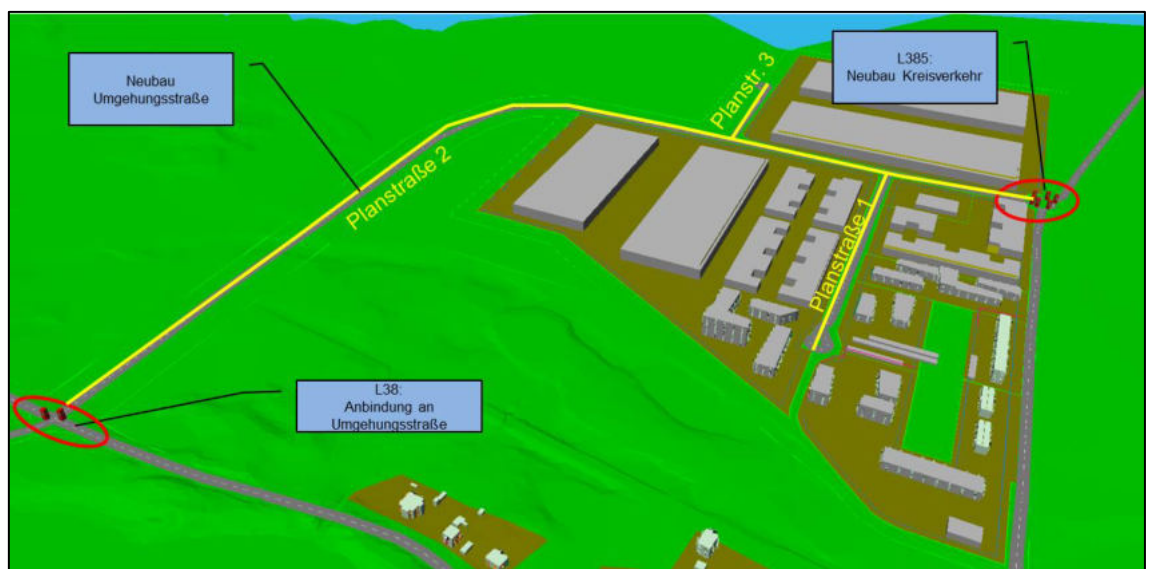 Neubau
Umgehungsstraße
L385:
Neubau Kreisverkehr
Planstr. 3
Planstraße 2
Planstraße 1
L38:
Anbindung an
Umgehungsstraße